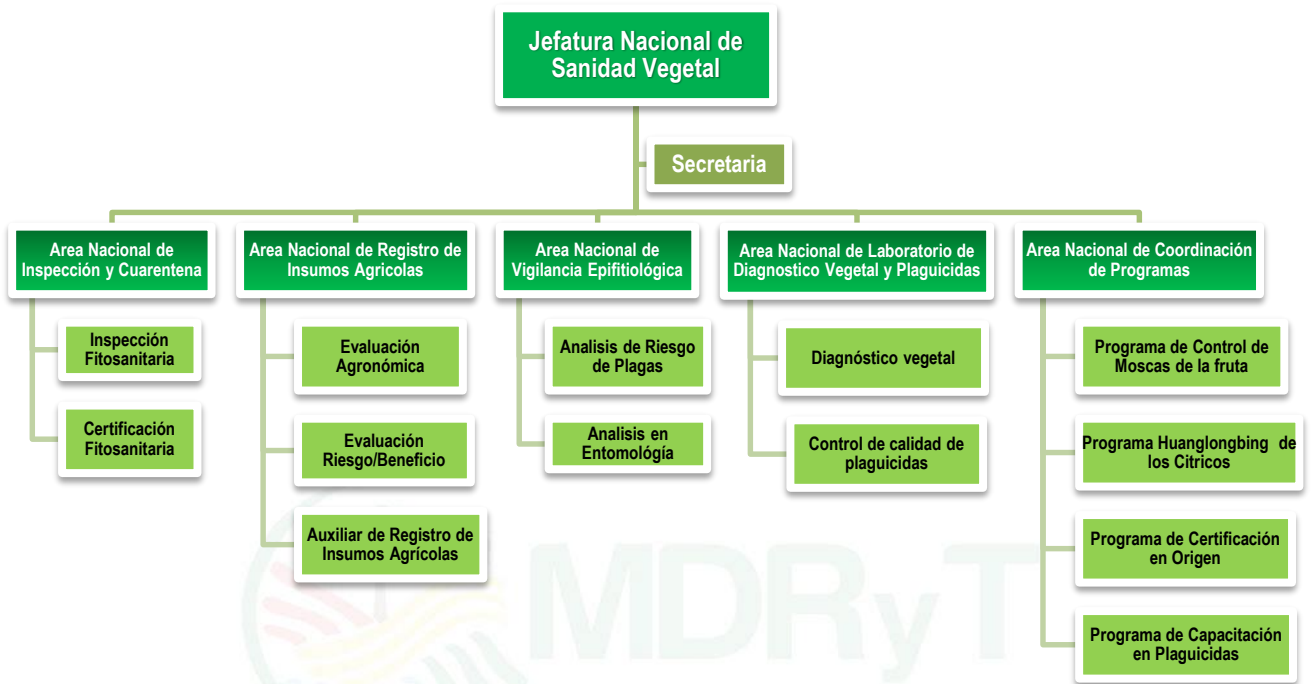 Jefatura Nacional de
Sanidad Vegetal
Secretaria
Area Nacional de
Inspección y Cuarentena
Inspección
Fitosanitaria
Certificación
Fitosanitaria
Area Nacional de Registro de
Insumos Agricolas
Evaluación
Agronómica
Evaluación
Riesgo/Beneficio
Auxiliar de Registro de
Insumos Agrícolas
Area Nacional de
Vigilancia Epifitiológica
Analisis de Riesgo
de Plagas
Analisis en
Entomología
Area Nacional de Laboratorio de
Diagnostico Vegetal y Plaguicidas
Diagnóstico vegetal
Control de calidad de
plaguicidas
Area Nacional de Coordinación
de Programas
Programa de Control de
Moscas de la fruta
Programa Huanglongbing de
los Citricos
Programa de Certificación
en Origen
Programa de Capacitación
en Plaguicidas
MDRyT